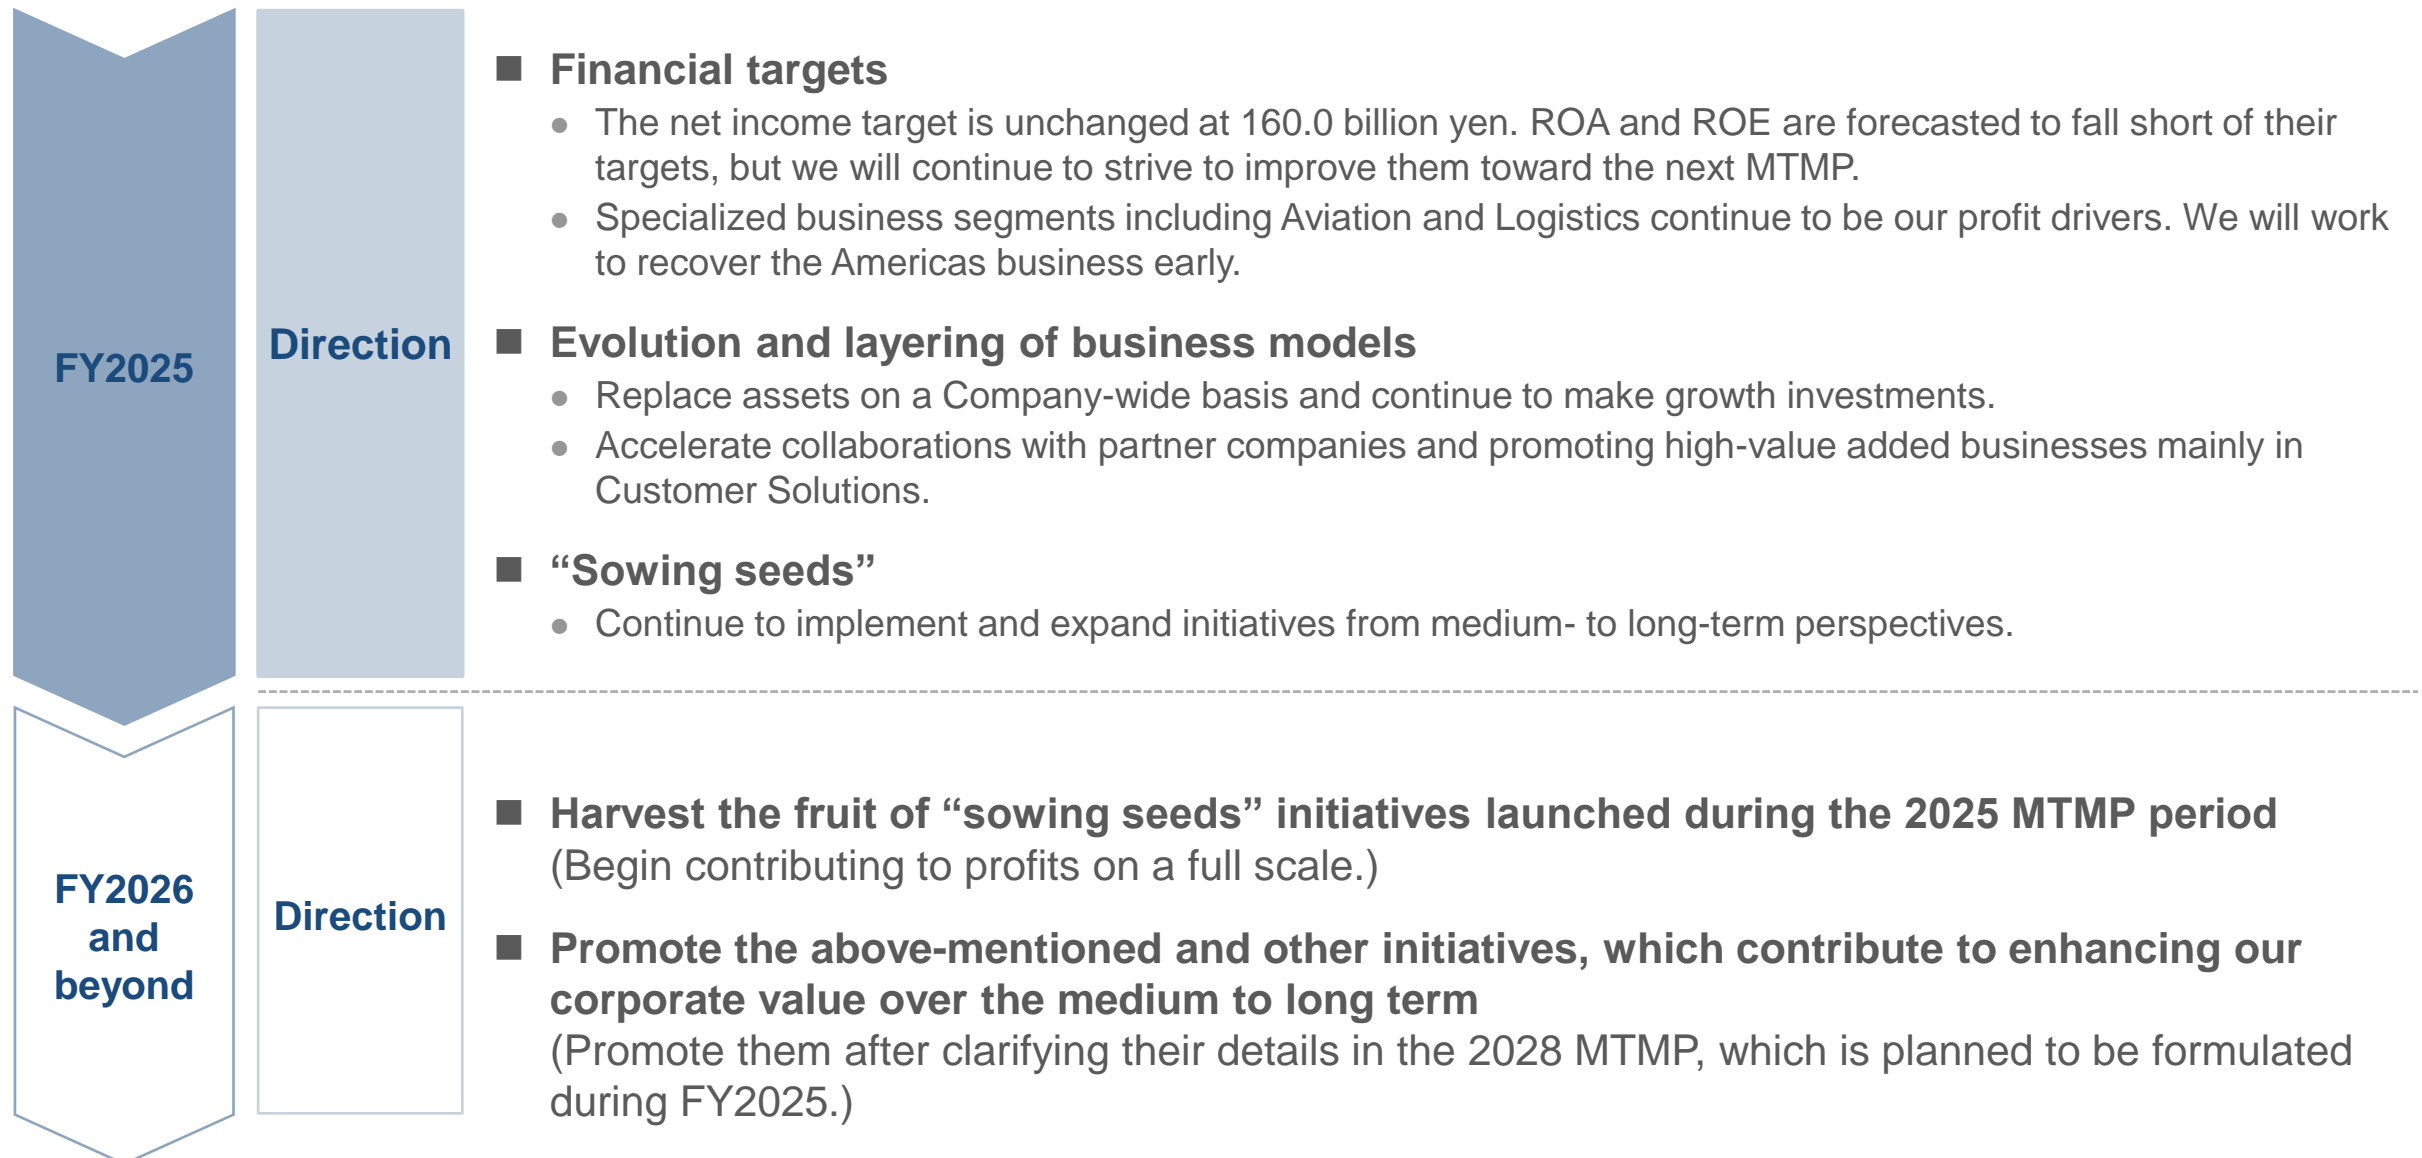 FY2025
Direction
■ Financial targets
● The net income target is unchanged at 160.0 billion yen. ROA and ROE are forecasted to fall short of their
targets, but we will continue to strive to improve them toward the next MTMP.
● Specialized business segments including Aviation and Logistics continue to be our profit drivers. We will work
to recover the Americas business early.
■ Evolution and layering of business models
● Replace assets on a Company-wide basis and continue to make growth investments.
● Accelerate collaborations with partner companies and promoting high-value added businesses mainly in
Customer Solutions.
■ “Sowing seeds”
● Continue to implement and expand initiatives from medium- to long-term perspectives.
FY2026
and
beyond
Direction
■ Harvest the fruit of “sowing seeds” initiatives launched during the 2025 MTMP period
(Begin contributing to profits on a full scale.)
■ Promote the above-mentioned and other initiatives, which contribute to enhancing our
corporate value over the medium to long term
(Promote them after clarifying their details in the 2028 MTMP, which is planned to be formulated
during FY2025.)